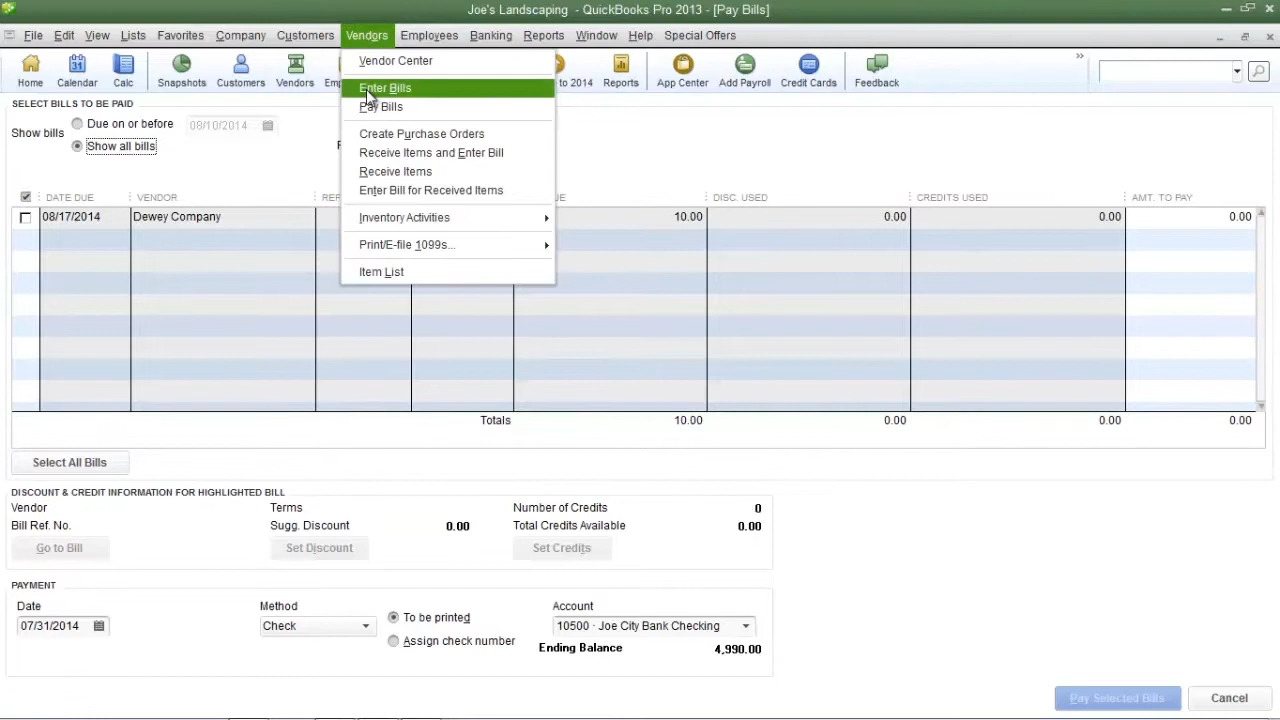 Joe's Landscaping - QuickBooks Pro 2013 - [Pay Bills]
File Edit View Lists Favorites Company Customers Vendors Employees Banking Reports Window Help Special Offers
Home Calendar Calc Snapshots Customers Vendors to 2014 Reports App Center Add Payroll Credit Cards Feedback
31
Vendor Center
Enter Bills
Pay Bills
Create Purchase Orders
Receive Items and Enter Bill
Receive Items
Enter Bill for Received Items
Inventory Activities
Print/E-file 1099s...
Item List
SELECT BILLS TO BE PAID
Show bills
Due on or before 08/10/2014
Show all bills
DATE DUE VENDOR DISC. USED CREDITS USED AMT. TO PAY
08/17/2014 Dewey Company 10.00 0.00 0.00 0.00
Totals 10.00 0.00 0.00 0.00
Select All Bills
DISCOUNT & CREDIT INFORMATION FOR HIGHLIGHTED BILL
Vendor Terms Number of Credits 0
Bill Ref. No. Sugg. Discount 0.00 Total Credits Available 0.00
Go to Bill Set Discount Set Credits
PAYMENT
Date Method Account
07/31/2014 Check To be printed 10500 · Joe City Bank Checking
Assign check number Ending Balance 4,990.00
Pay Selected Bills Cancel